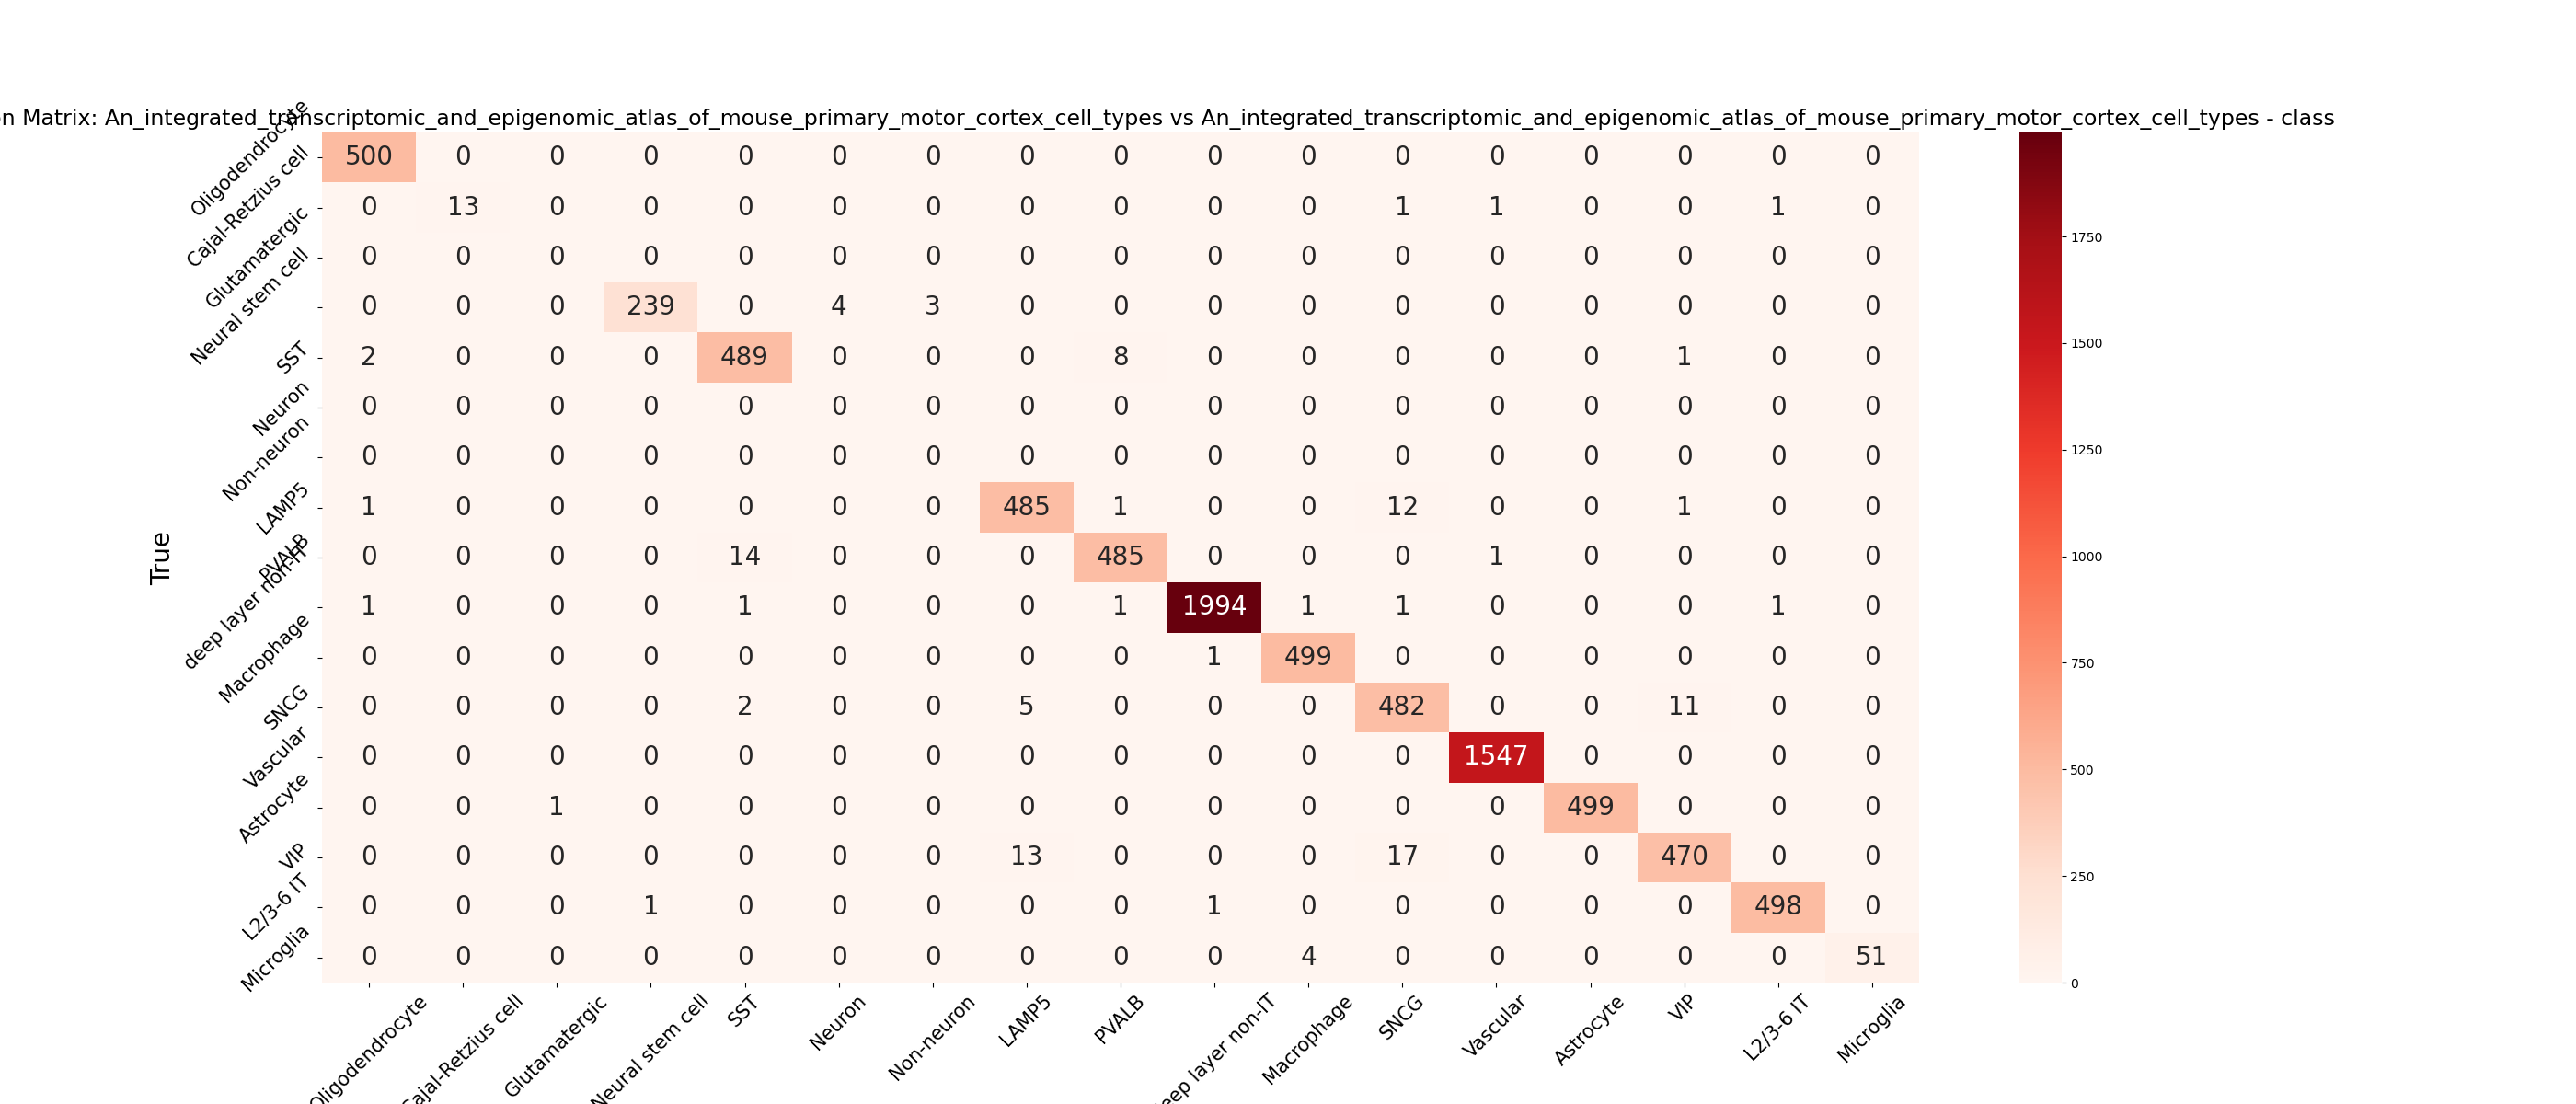 n Matrix: An_integrated_transcriptomic_and_epigenomic_atlas_of_mouse_primary_motor_cortex_cell_types vs An_integrated_transcriptomic_and_epigenomic_atlas_of_mouse_primary_motor_cortex_cell_types - class
True
Oligodendrocyte 500 0 0 0 0 0 0 0 0 0 0 0 0 0 0 0 0
Cajal-Retzius cell 0 13 0 0 0 0 0 0 0 0 0 1 1 0 0 1 0
Glutamatergic 0 0 0 0 0 0 0 0 0 0 0 0 0 0 0 0 0
Neural stem cell 0 0 0 239 0 4 3 0 0 0 0 0 0 0 0 0 0
SST 2 0 0 0 489 0 0 0 8 0 0 0 0 0 1 0 0
Neuron 0 0 0 0 0 0 0 0 0 0 0 0 0 0 0 0 0
Non-neuron 0 0 0 0 0 0 0 0 0 0 0 0 0 0 0 0 0
LAMP5 1 0 0 0 0 0 0 485 1 0 0 12 0 0 1 0 0
PVALB 0 0 0 0 14 0 0 0 485 0 0 0 1 0 0 0 0
deep layer non-IT 1 0 0 0 1 0 0 0 1 1994 1 1 0 0 0 1 0
Macrophage 0 0 0 0 0 0 0 0 0 1 499 0 0 0 0 0 0
SNCG 0 0 0 0 2 0 0 5 0 0 0 482 0 0 11 0 0
Vascular 0 0 0 0 0 0 0 0 0 0 0 0 1547 0 0 0 0
Astrocyte 0 0 1 0 0 0 0 0 0 0 0 0 0 499 0 0 0
VIP 0 0 0 0 0 0 0 13 0 0 0 17 0 0 470 0 0
L2/3-6 IT 0 0 0 1 0 0 0 0 0 1 0 0 0 0 0 498 0
Microglia 0 0 0 0 0 0 0 0 0 0 4 0 0 0 0 0 51
Oligodendrocyte Cajal-Retzius cell Glutamatergic Neural stem cell SST Neuron Non-neuron LAMP5 PVALB eep layer non-IT Macrophage SNCG Vascular Astrocyte VIP L2/3-6 IT Microglia
1750
1500
1250
1000
750
500
250
0